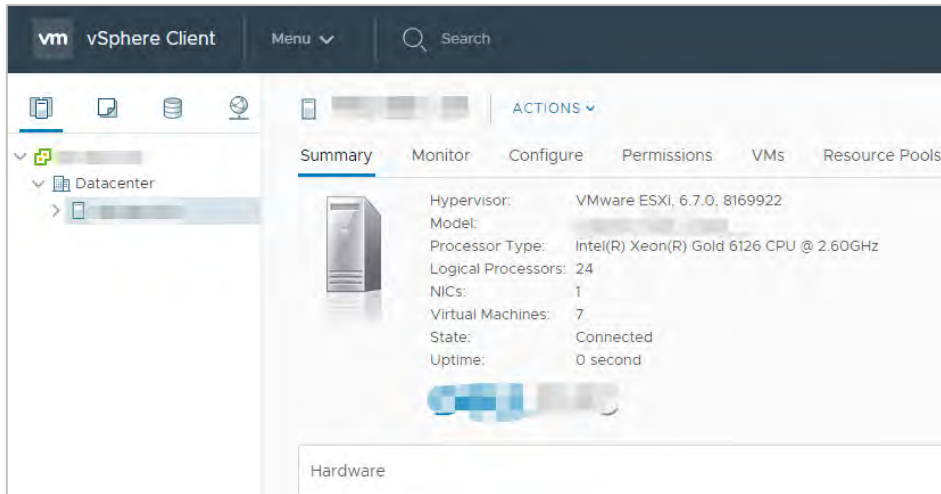 vm vSphere Client Menu Search
ACTIONS
Summary Monitor Configure Permissions VMs Resource Pools
Datacenter
Hypervisor: VMware ESXi, 6.7.0, 8169922
Model:
Processor Type: Intel(R) Xeon(R) Gold 6126 CPU @ 2.60GHz
Logical Processors: 24
NICs: 1
Virtual Machines: 7
State: Connected
Uptime: 0 second
Hardware